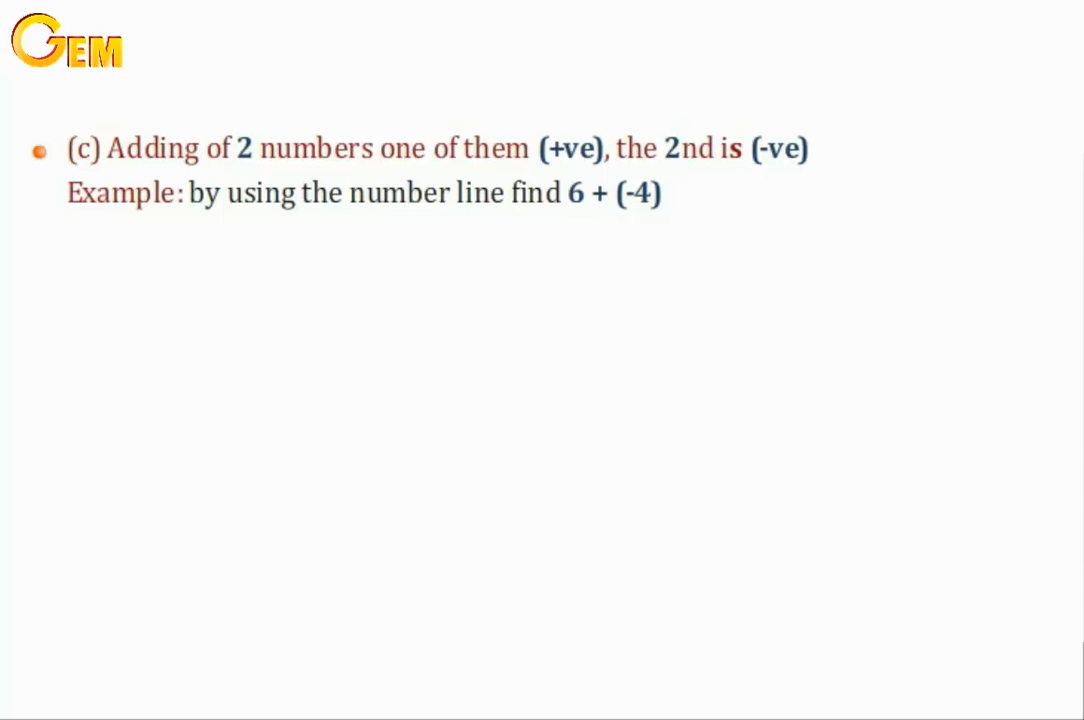 GEM
(c) Adding of 2 numbers one of them (+ve), the 2nd is (-ve)
Example: by using the number line find 6 + (-4)